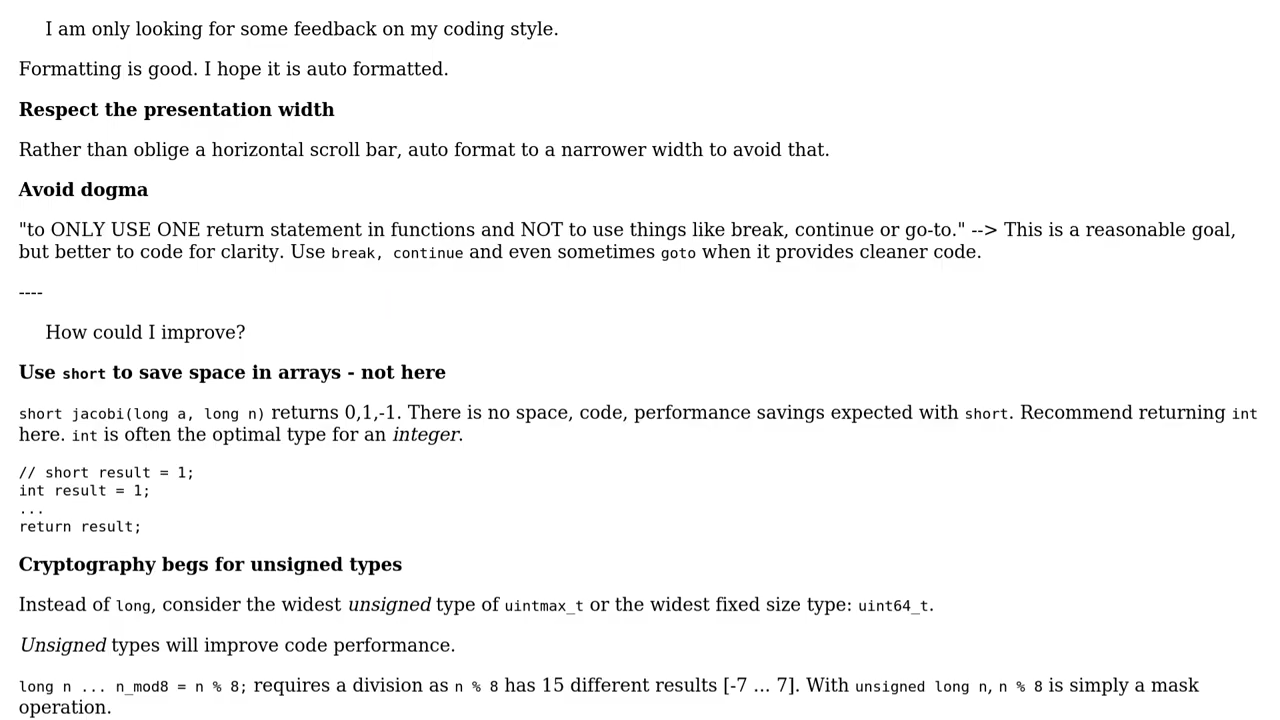 I am only looking for some feedback on my coding style.
Formatting is good. I hope it is auto formatted.
Respect the presentation width
Rather than oblige a horizontal scroll bar, auto format to a narrower width to avoid that.
Avoid dogma
"to ONLY USE ONE return statement in functions and NOT to use things like break, continue or go-to." --> This is a reasonable goal,
but better to code for clarity. Use break, continue and even sometimes goto when it provides cleaner code.
----
How could I improve?
Use short to save space in arrays - not here
short jacobi(long a, long n) returns 0,1,-1. There is no space, code, performance savings expected with short. Recommend returning int
here. int is often the optimal type for an integer.
// short result = 1;
int result = 1;
...
return result;
Cryptography begs for unsigned types
Instead of long, consider the widest unsigned type of uintmax_t or the widest fixed size type: uint64_t.
Unsigned types will improve code performance.
long n ... n_mod8 = n % 8; requires a division as n % 8 has 15 different results [-7 ... 7]. With unsigned long n, n % 8 is simply a mask
operation.